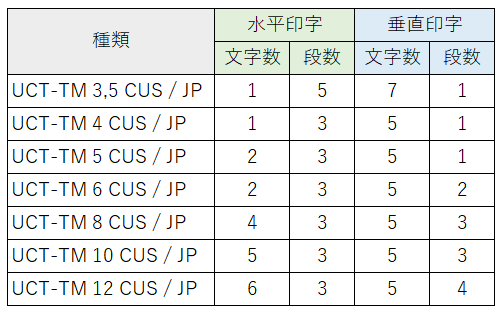 種類 水平印字 垂直印字
文字数 段数 文字数 段数
UCT-TM 3,5 CUS / JP 1 5 7 1
UCT-TM 4 CUS / JP 1 3 5 1
UCT-TM 5 CUS / JP 2 3 5 1
UCT-TM 6 CUS / JP 2 3 5 2
UCT-TM 8 CUS / JP 4 3 5 3
UCT-TM 10 CUS / JP 5 3 5 3
UCT-TM 12 CUS / JP 6 3 5 4